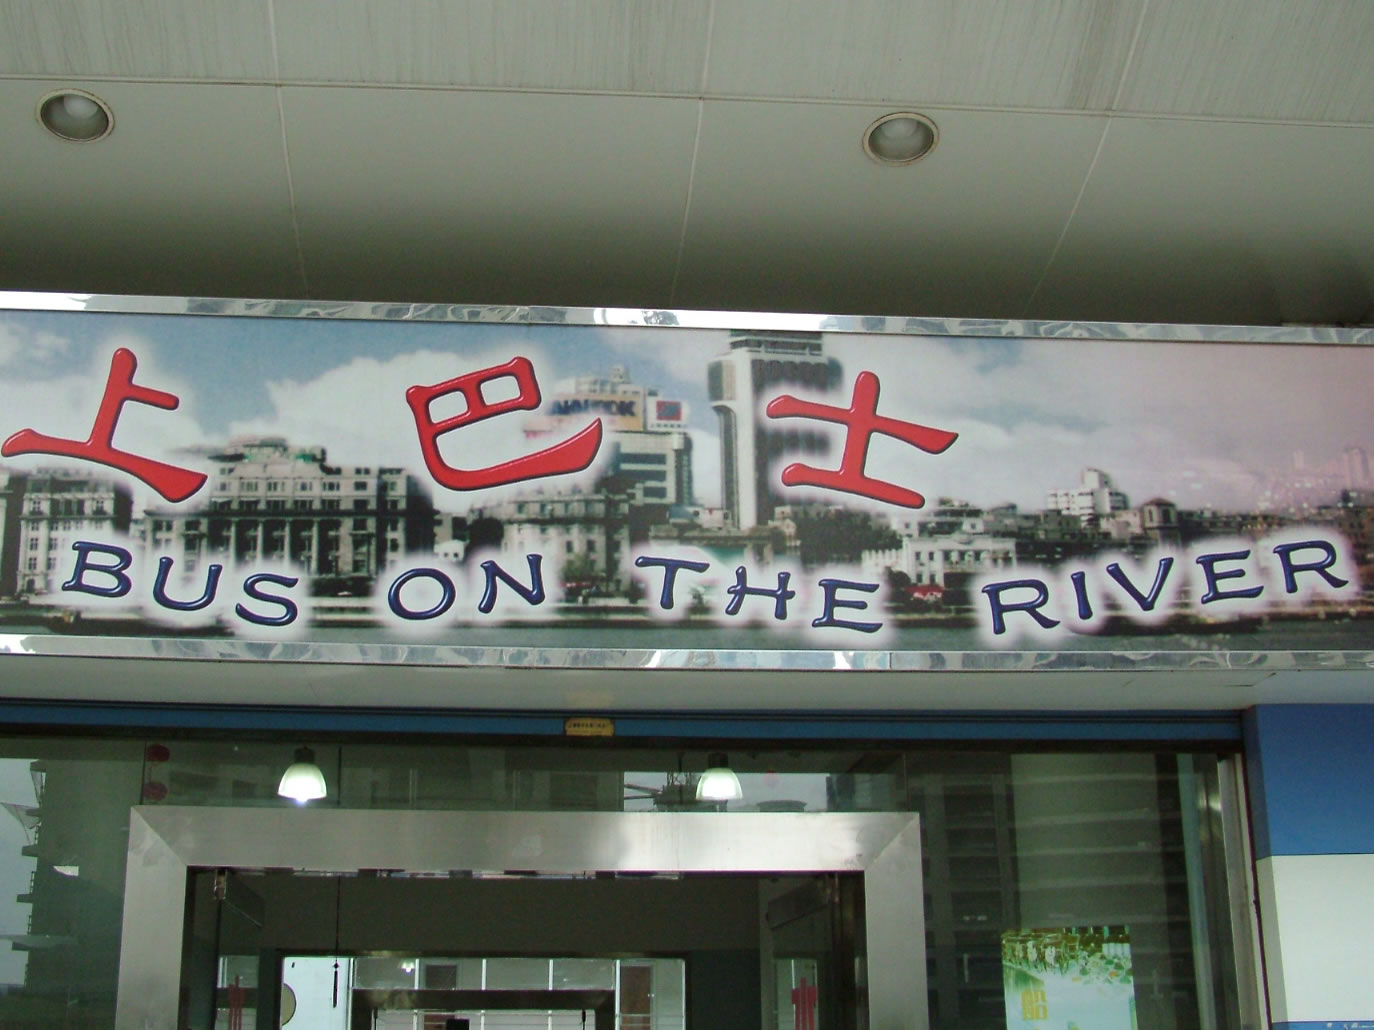 上巴士
BUS ON THE RIVER